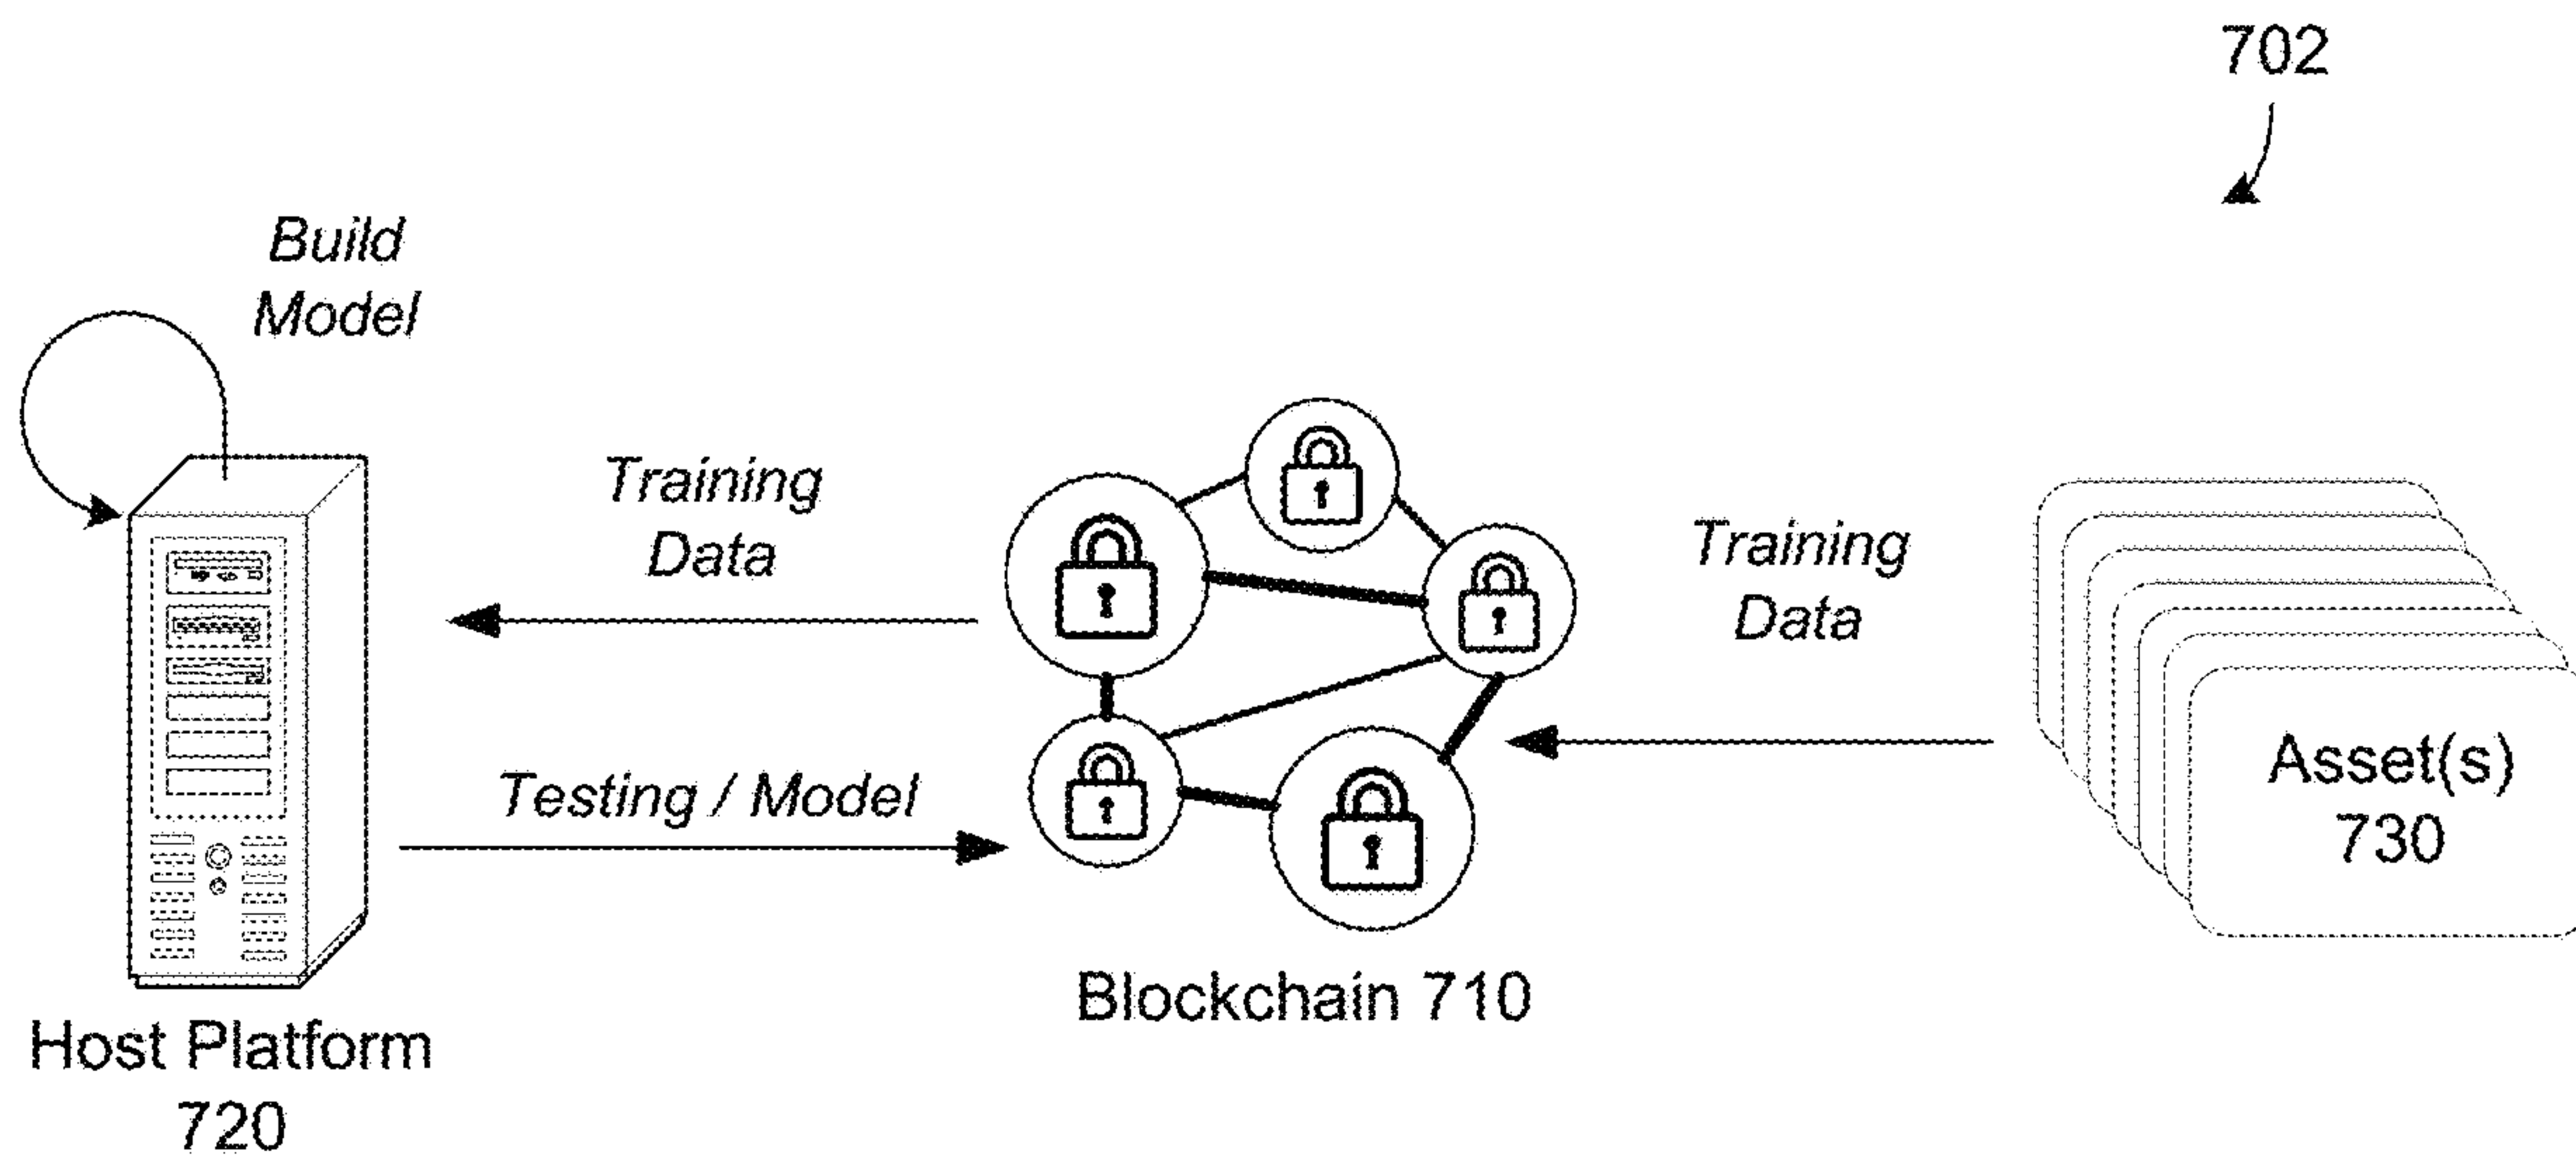 702
Build
Model
Training
Data
Training
Data
Testing / Model
Asset(s)
730
Blockchain 710
Host Platform
720